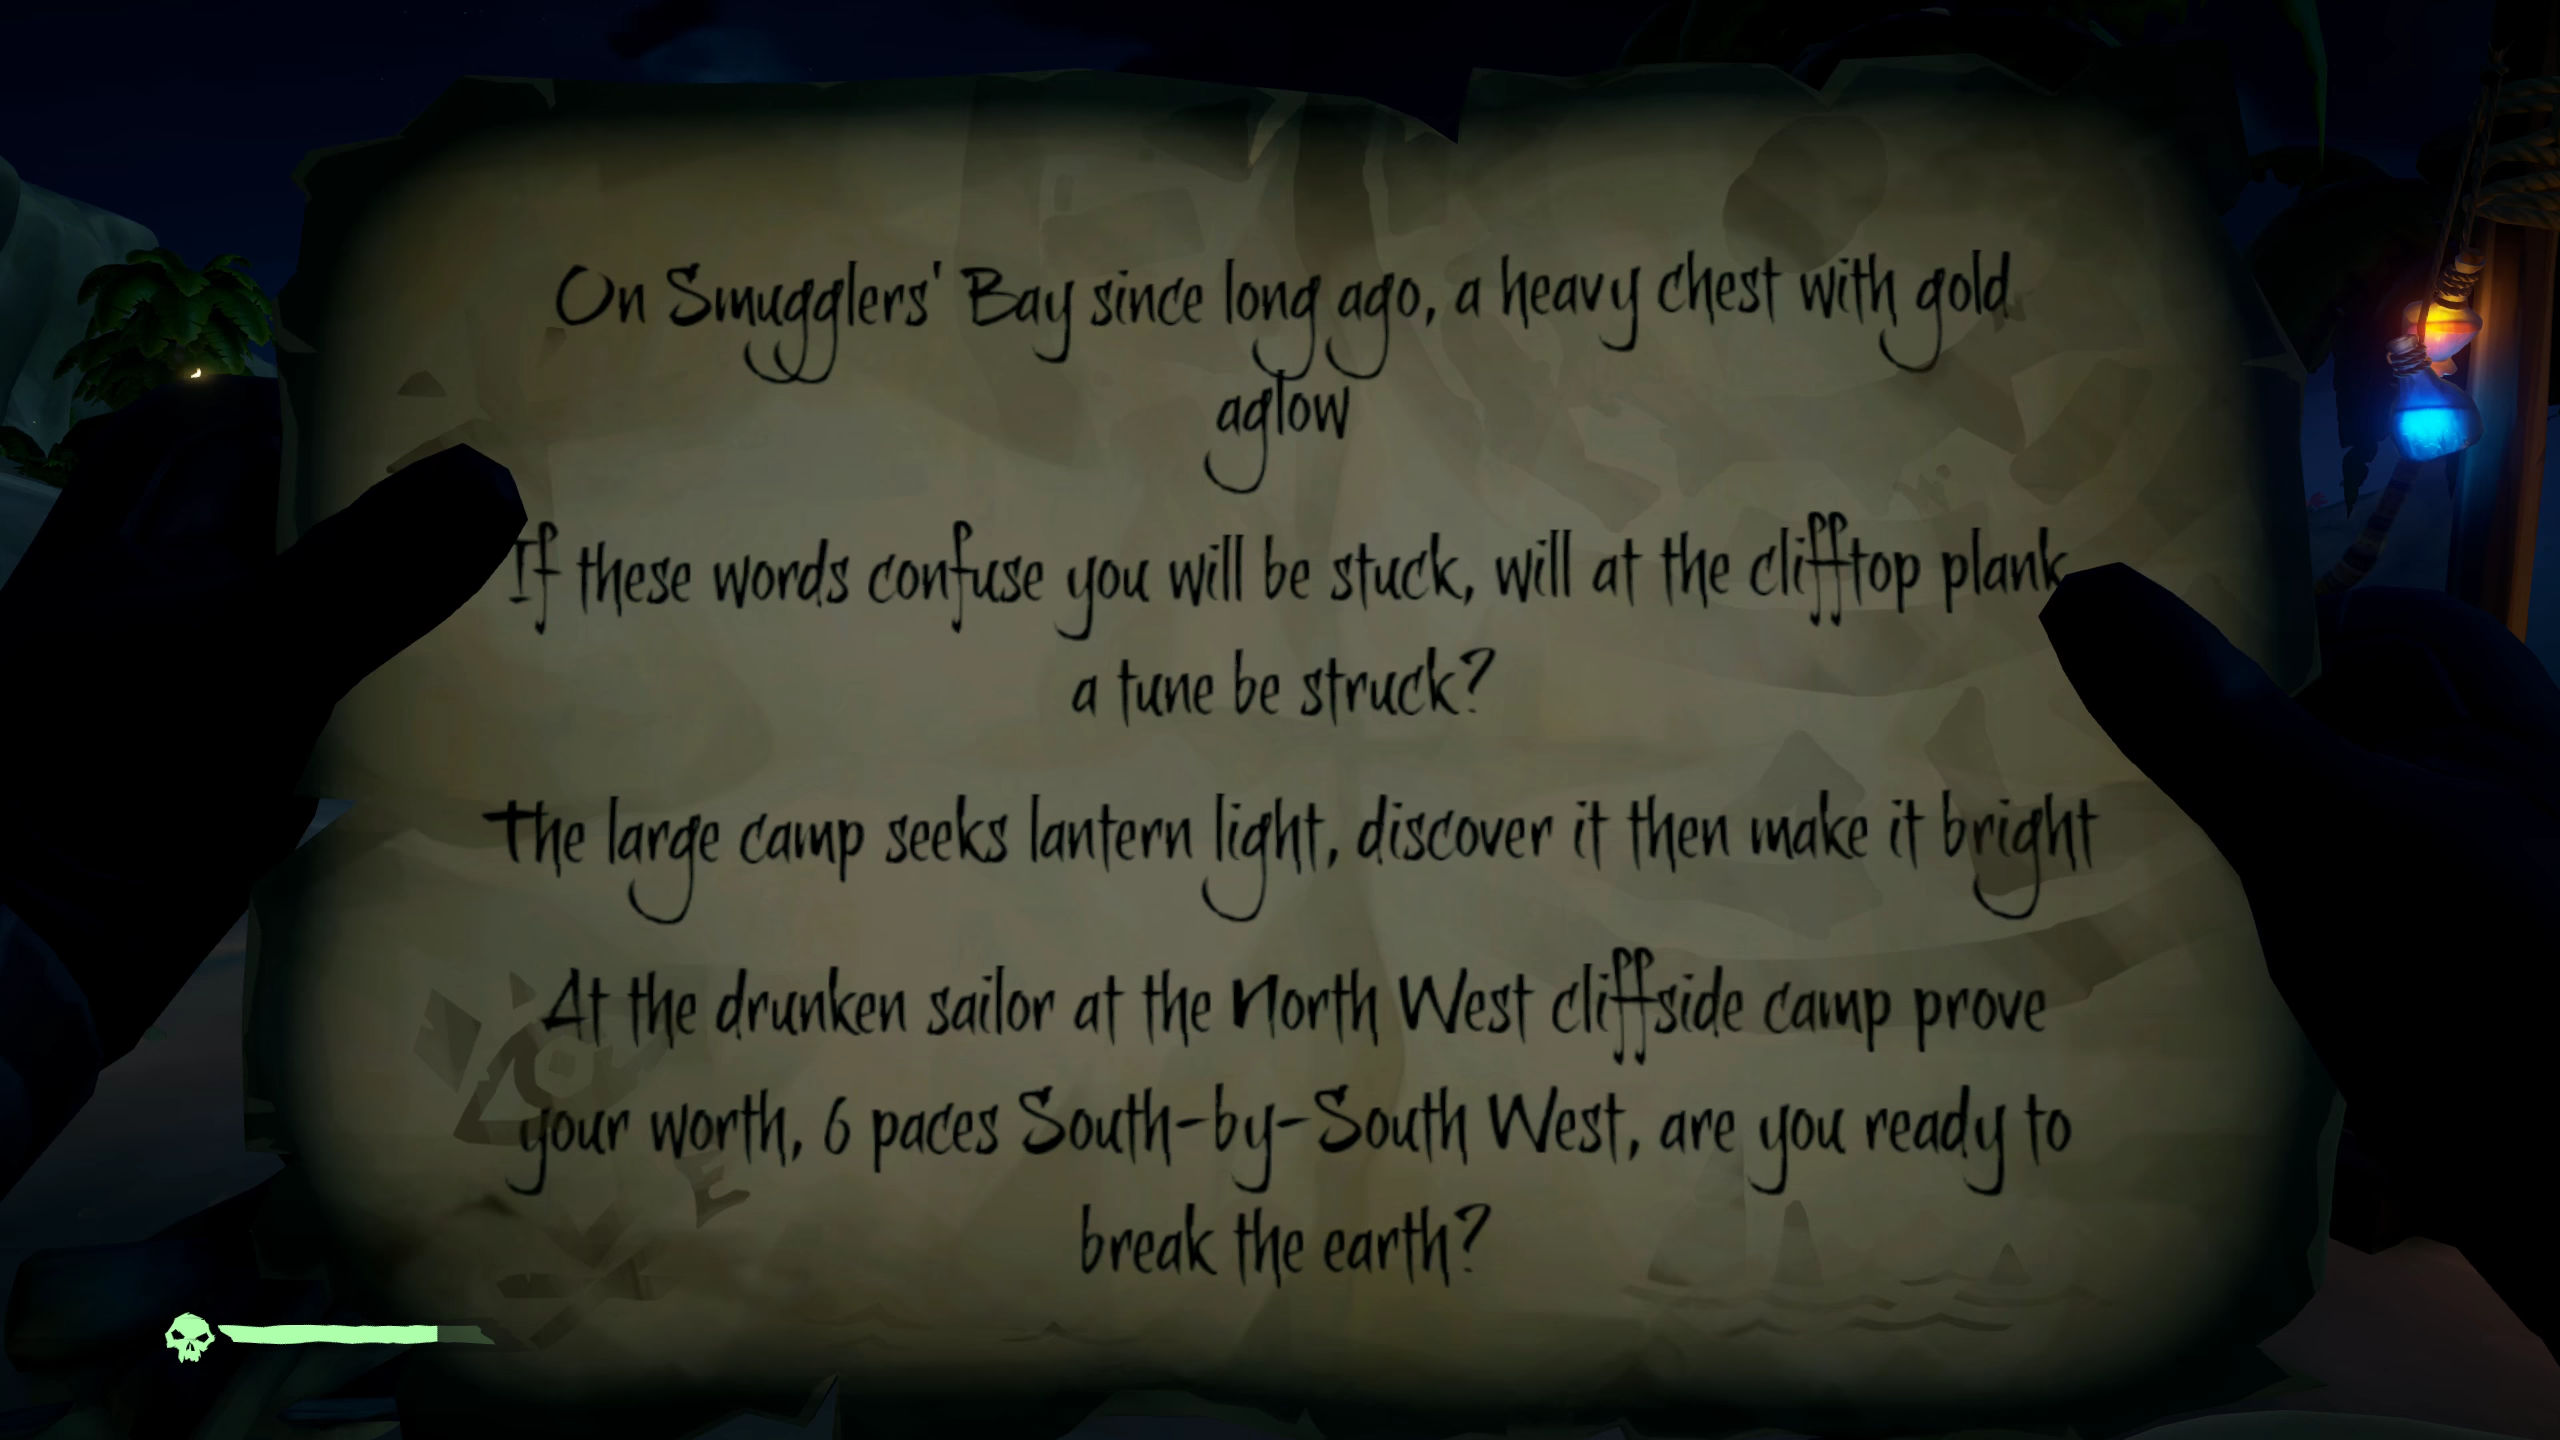 On Smugglers' Bay since long ago, a heavy chest with gold
aglow
If these words confuse you will be stuck, will at the clifftop plank
a tune be struck?
The large camp seeks lantern light, discover it then make it bright
At the drunken sailor at the North West cliffside camp prove
your worth, 6 paces South-by-South West, are you ready to
break the earth?